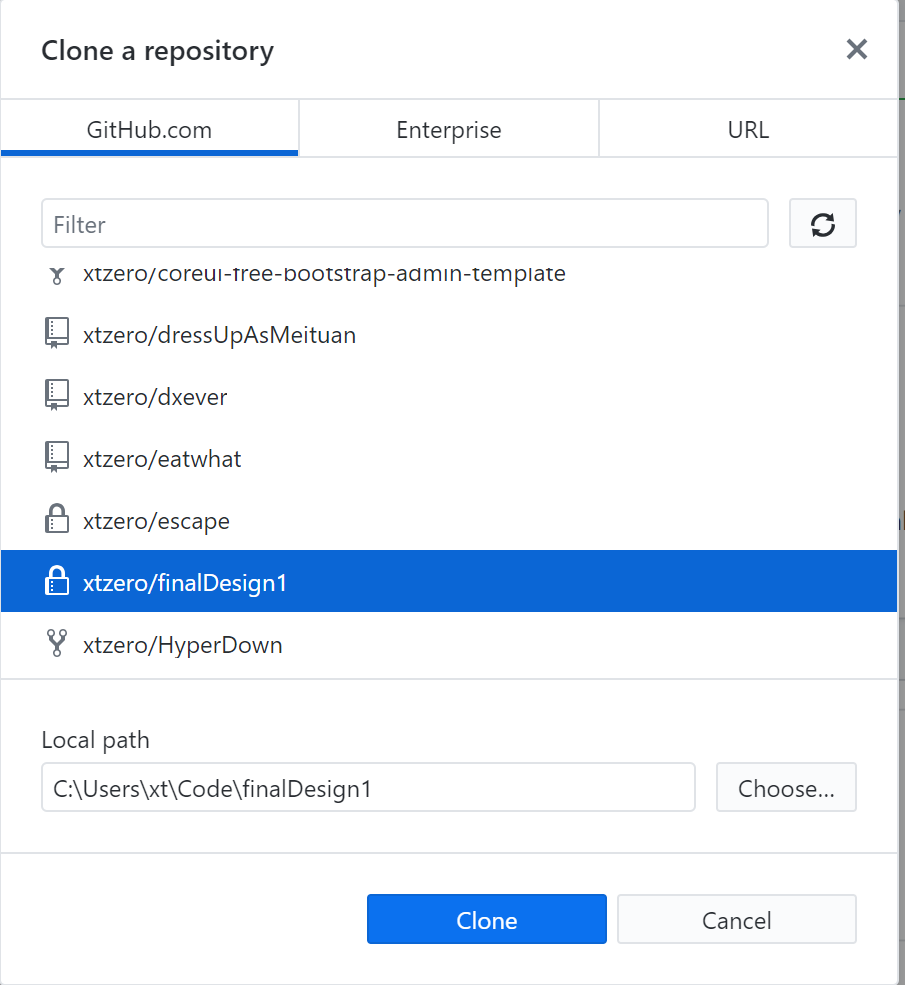 Clone a repository
GitHub.com
Enterprise
URL
Filter
xtzero/coreui-free-bootstrap-admin-template
xtzero/dressUpAsMeituan
xtzero/dxever
xtzero/eatwhat
xtzero/escape
xtzero/finalDesign1
xtzero/HyperDown
Local path
C:\Users\xt\Code\finalDesign1
Choose...
Clone
Cancel